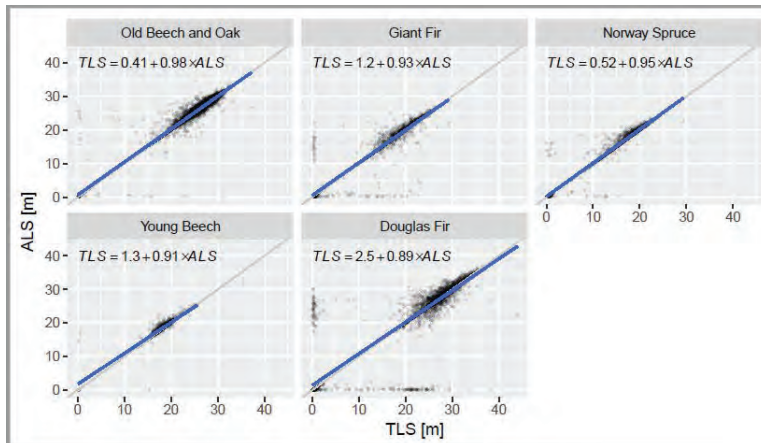 Old Beech and Oak
Giant Fir
Norway Spruce
TLS = 0.41 + 0.98×ALS
TLS = 1.2 + 0.93×ALS
TLS = 0.52 + 0.95×ALS
40
30
20
10
0
0 10 20 30 40
Young Beech
Douglas Fir
TLS = 1.3 + 0.91×ALS
TLS = 2.5 + 0.89×ALS
40
30
20
10
0
0 10 20 30 40
0 10 20 30 40
ALS [m]
TLS [m]